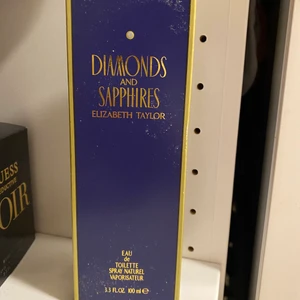 DIAMONDS
AND
SAPPHIRES
ELIZABETH TAYLOR
EAU
de
TOILETTE
SPRAY NATUREL
VAPORISATEUR
3.3 FL.OZ. 100 ml ℮